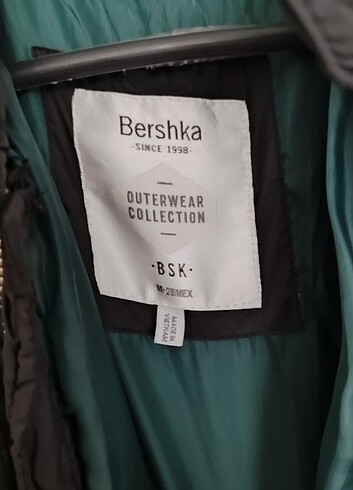 Bershka
-SINCE 1998-
OUTERWEAR
COLLECTION
·BSK·
MADE IN
VIETNAM